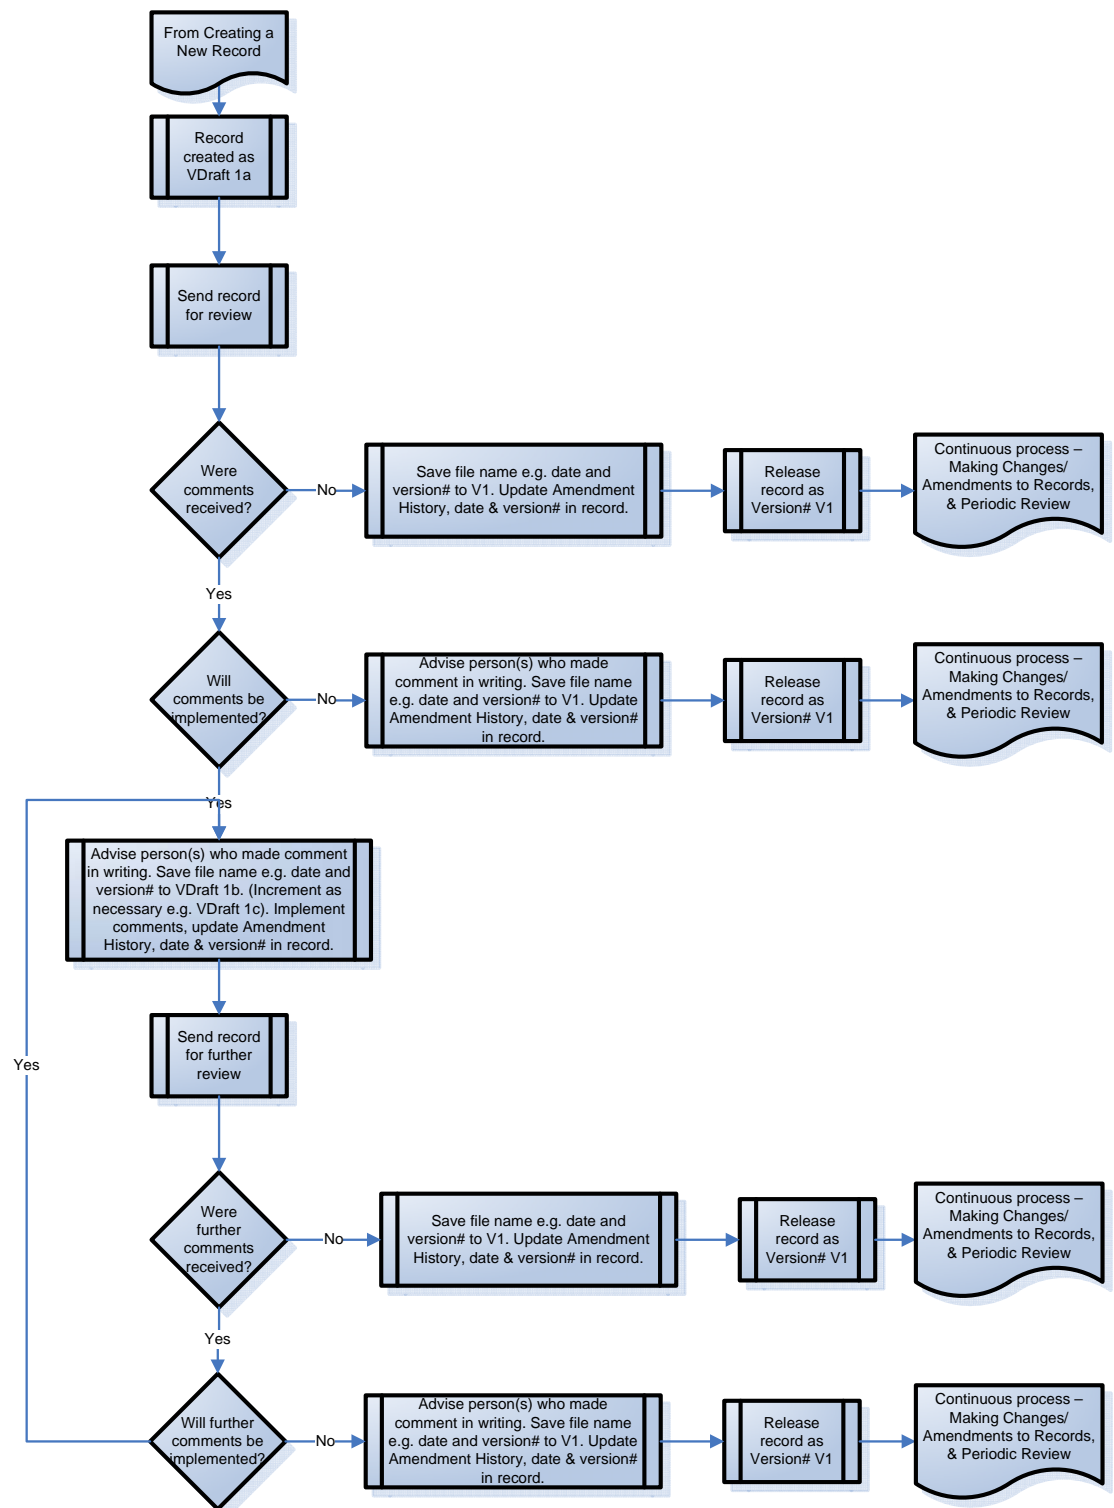 From Creating a
New Record
Record
created as
VDraft 1a
Send record
for review
Were
comments
received?
No
Save file name e.g. date and
version# to V1. Update Amendment
History, date & version# in record.
Release
record as
Version# V1
Continuous process –
Making Changes/
Amendments to Records,
& Periodic Review
Yes
Will
comments be
implemented?
No
Advise person(s) who made
comment in writing. Save file name
e.g. date and version# to V1. Update
Amendment History, date & version#
in record.
Release
record as
Version# V1
Continuous process –
Making Changes/
Amendments to Records,
& Periodic Review
Yes
Advise person(s) who made comment
in writing. Save file name e.g. date and
version# to VDraft 1b. (Increment as
necessary e.g. VDraft 1c). Implement
comments, update Amendment
History, date & version# in record.
Send record
for further
review
Yes
Were
further
comments
received?
No
Save file name e.g. date and
version# to V1. Update Amendment
History, date & version# in record.
Release
record as
Version# V1
Continuous process –
Making Changes/
Amendments to Records,
& Periodic Review
Yes
Will further
comments be
implemented?
No
Advise person(s) who made
comment in writing. Save file name
e.g. date and version# to V1. Update
Amendment History, date & version#
in record.
Release
record as
Version# V1
Continuous process –
Making Changes/
Amendments to Records,
& Periodic Review